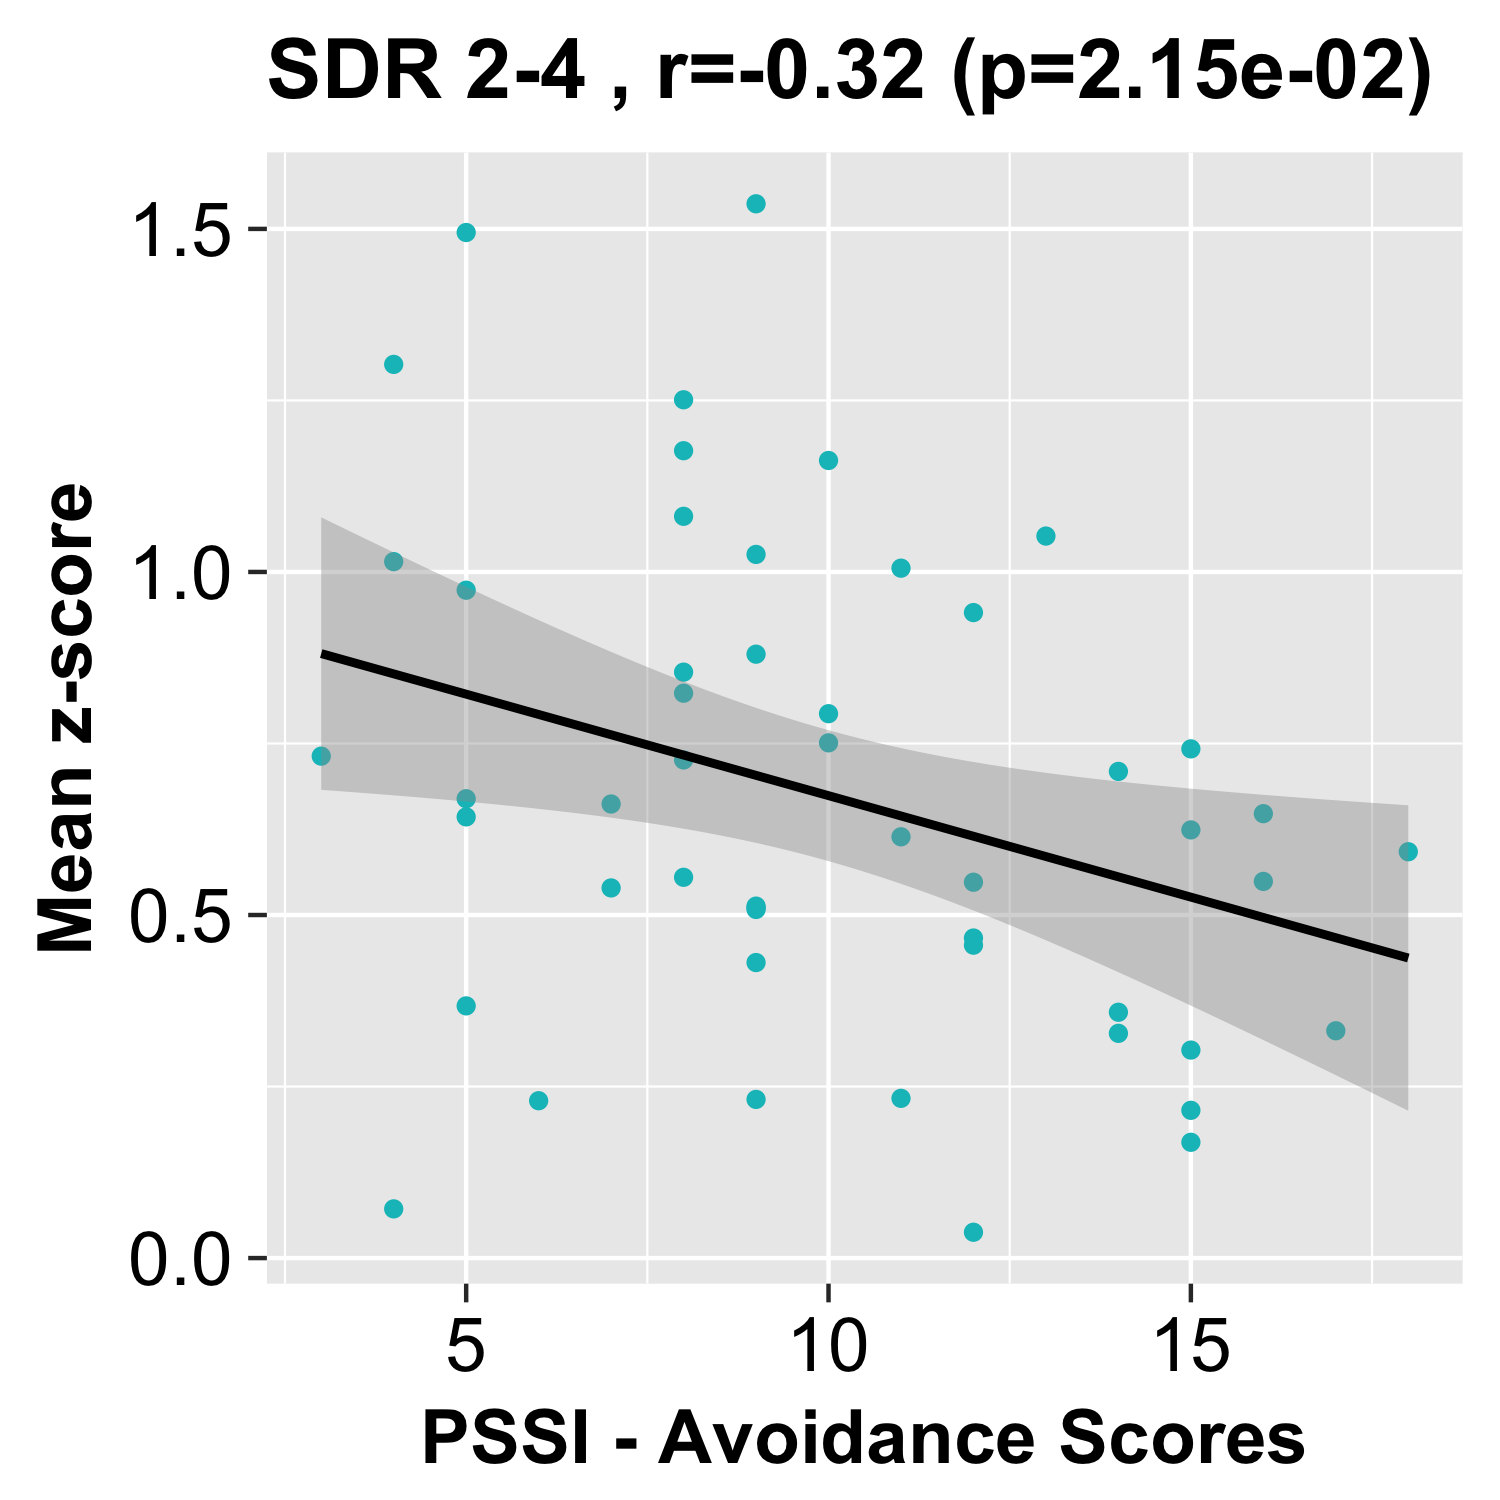 SDR 2-4 , r=-0.32 (p=2.15e-02)
1.5
1.0
0.5
0.0
Mean z-score
5 10 15
PSSI - Avoidance Scores